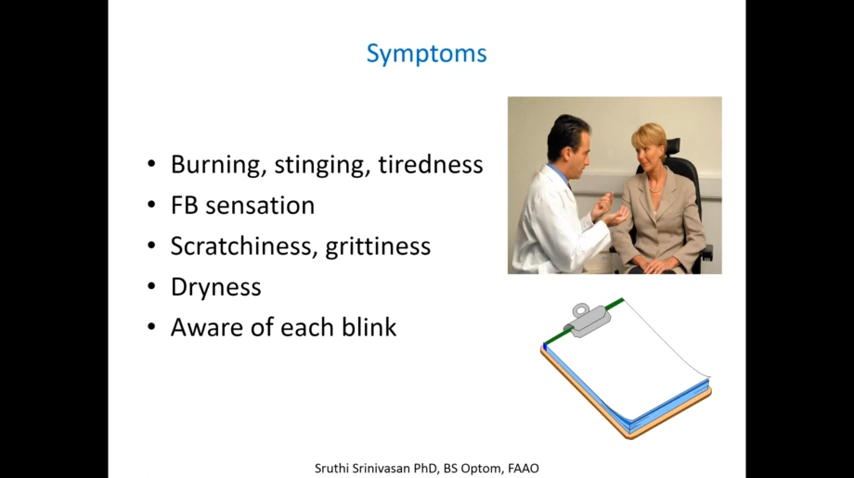 Symptoms
• Burning, stinging, tiredness
• FB sensation
• Scratchiness, grittiness
• Dryness
• Aware of each blink
Sruthi Srinivasan PhD, BS Optom, FAAO